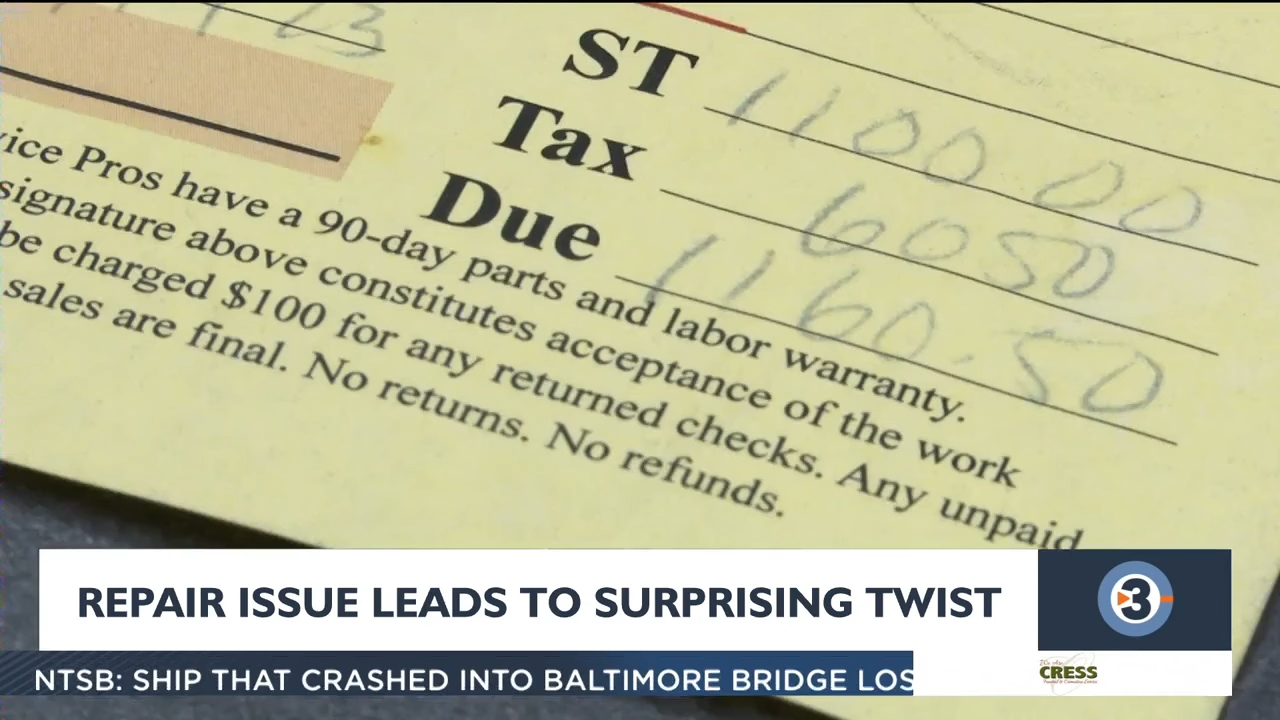 23
ST 1100 00
Tax 60 50
Due 1160.50
vice Pros have a 90-day parts and labor warranty.
signature above constitutes acceptance of the work
be charged $100 for any returned checks. Any unpaid
sales are final. No returns. No refunds.
REPAIR ISSUE LEADS TO SURPRISING TWIST
3
NTSB: SHIP THAT CRASHED INTO BALTIMORE BRIDGE LOS
CRESS